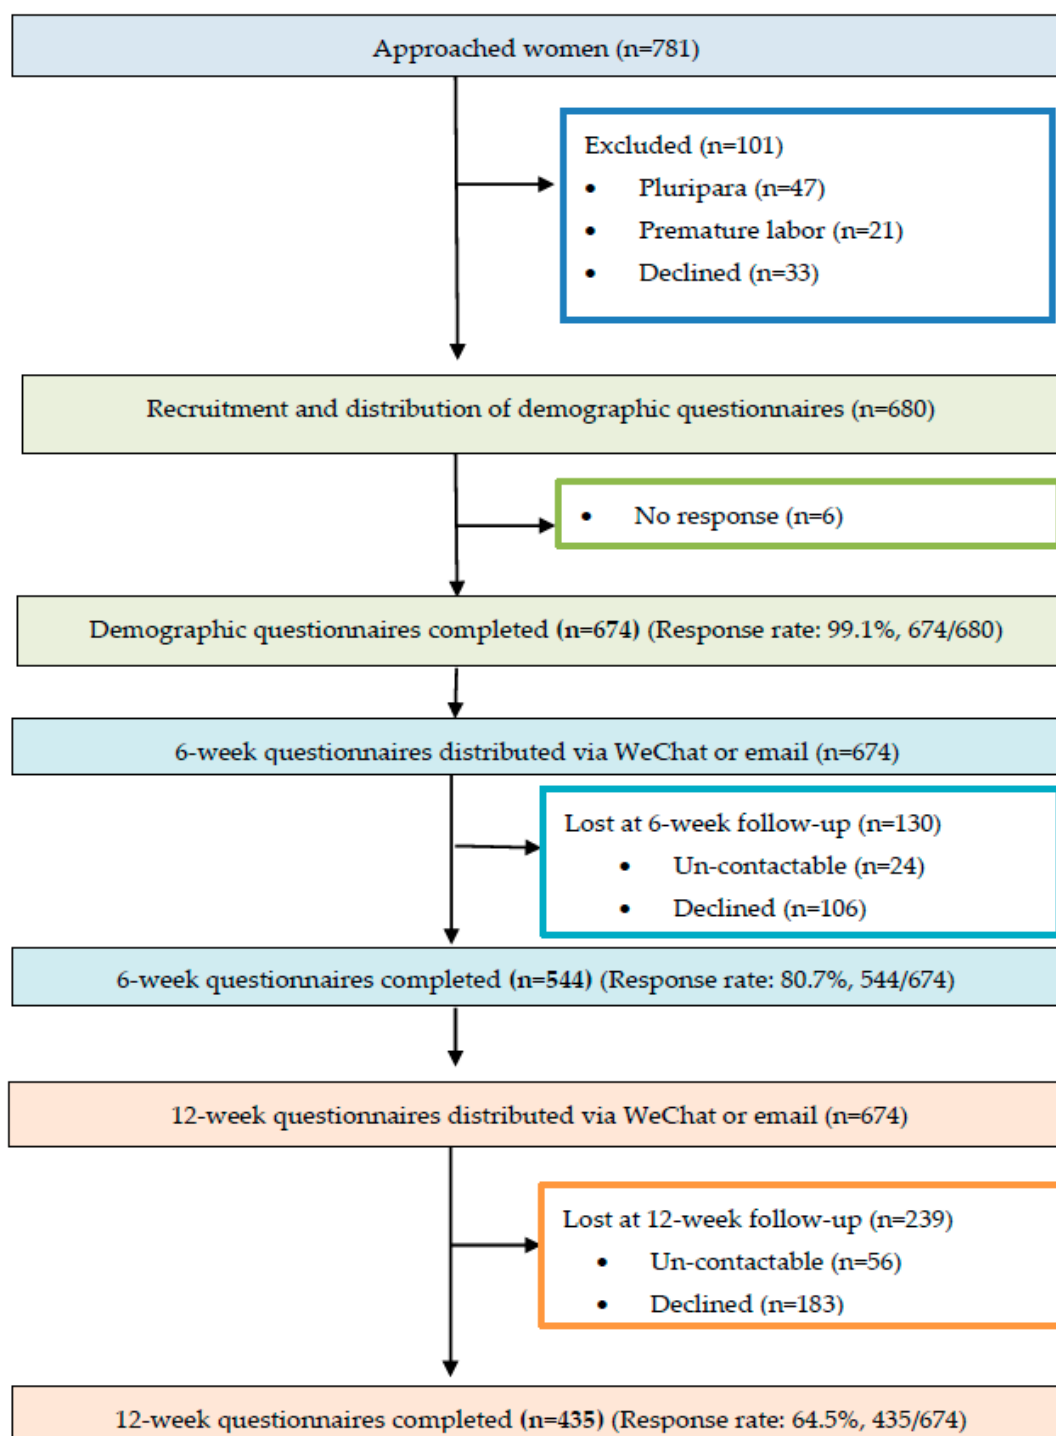 Approached women (n=781)
Excluded (n=101)
• Pluripara (n=47)
• Premature labor (n=21)
• Declined (n=33)
Recruitment and distribution of demographic questionnaires (n=680)
• No response (n=6)
Demographic questionnaires completed (n=674) (Response rate: 99.1%, 674/680)
6-week questionnaires distributed via WeChat or email (n=674)
Lost at 6-week follow-up (n=130)
• Un-contactable (n=24)
• Declined (n=106)
6-week questionnaires completed (n=544) (Response rate: 80.7%, 544/674)
12-week questionnaires distributed via WeChat or email (n=674)
Lost at 12-week follow-up (n=239)
• Un-contactable (n=56)
• Declined (n=183)
12-week questionnaires completed (n=435) (Response rate: 64.5%, 435/674)